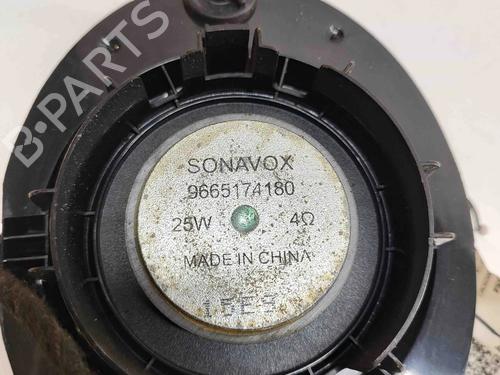 B-PARTS
SONAVOX
9665174180
25W 4Ω
MADE IN CHINA